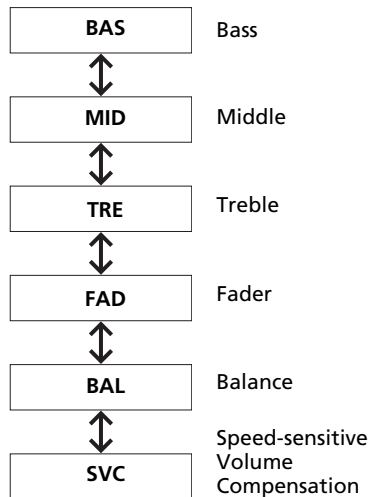 BAS Bass
MID Middle
TRE Treble
FAD Fader
BAL Balance
SVC Speed-sensitive
Volume
Compensation